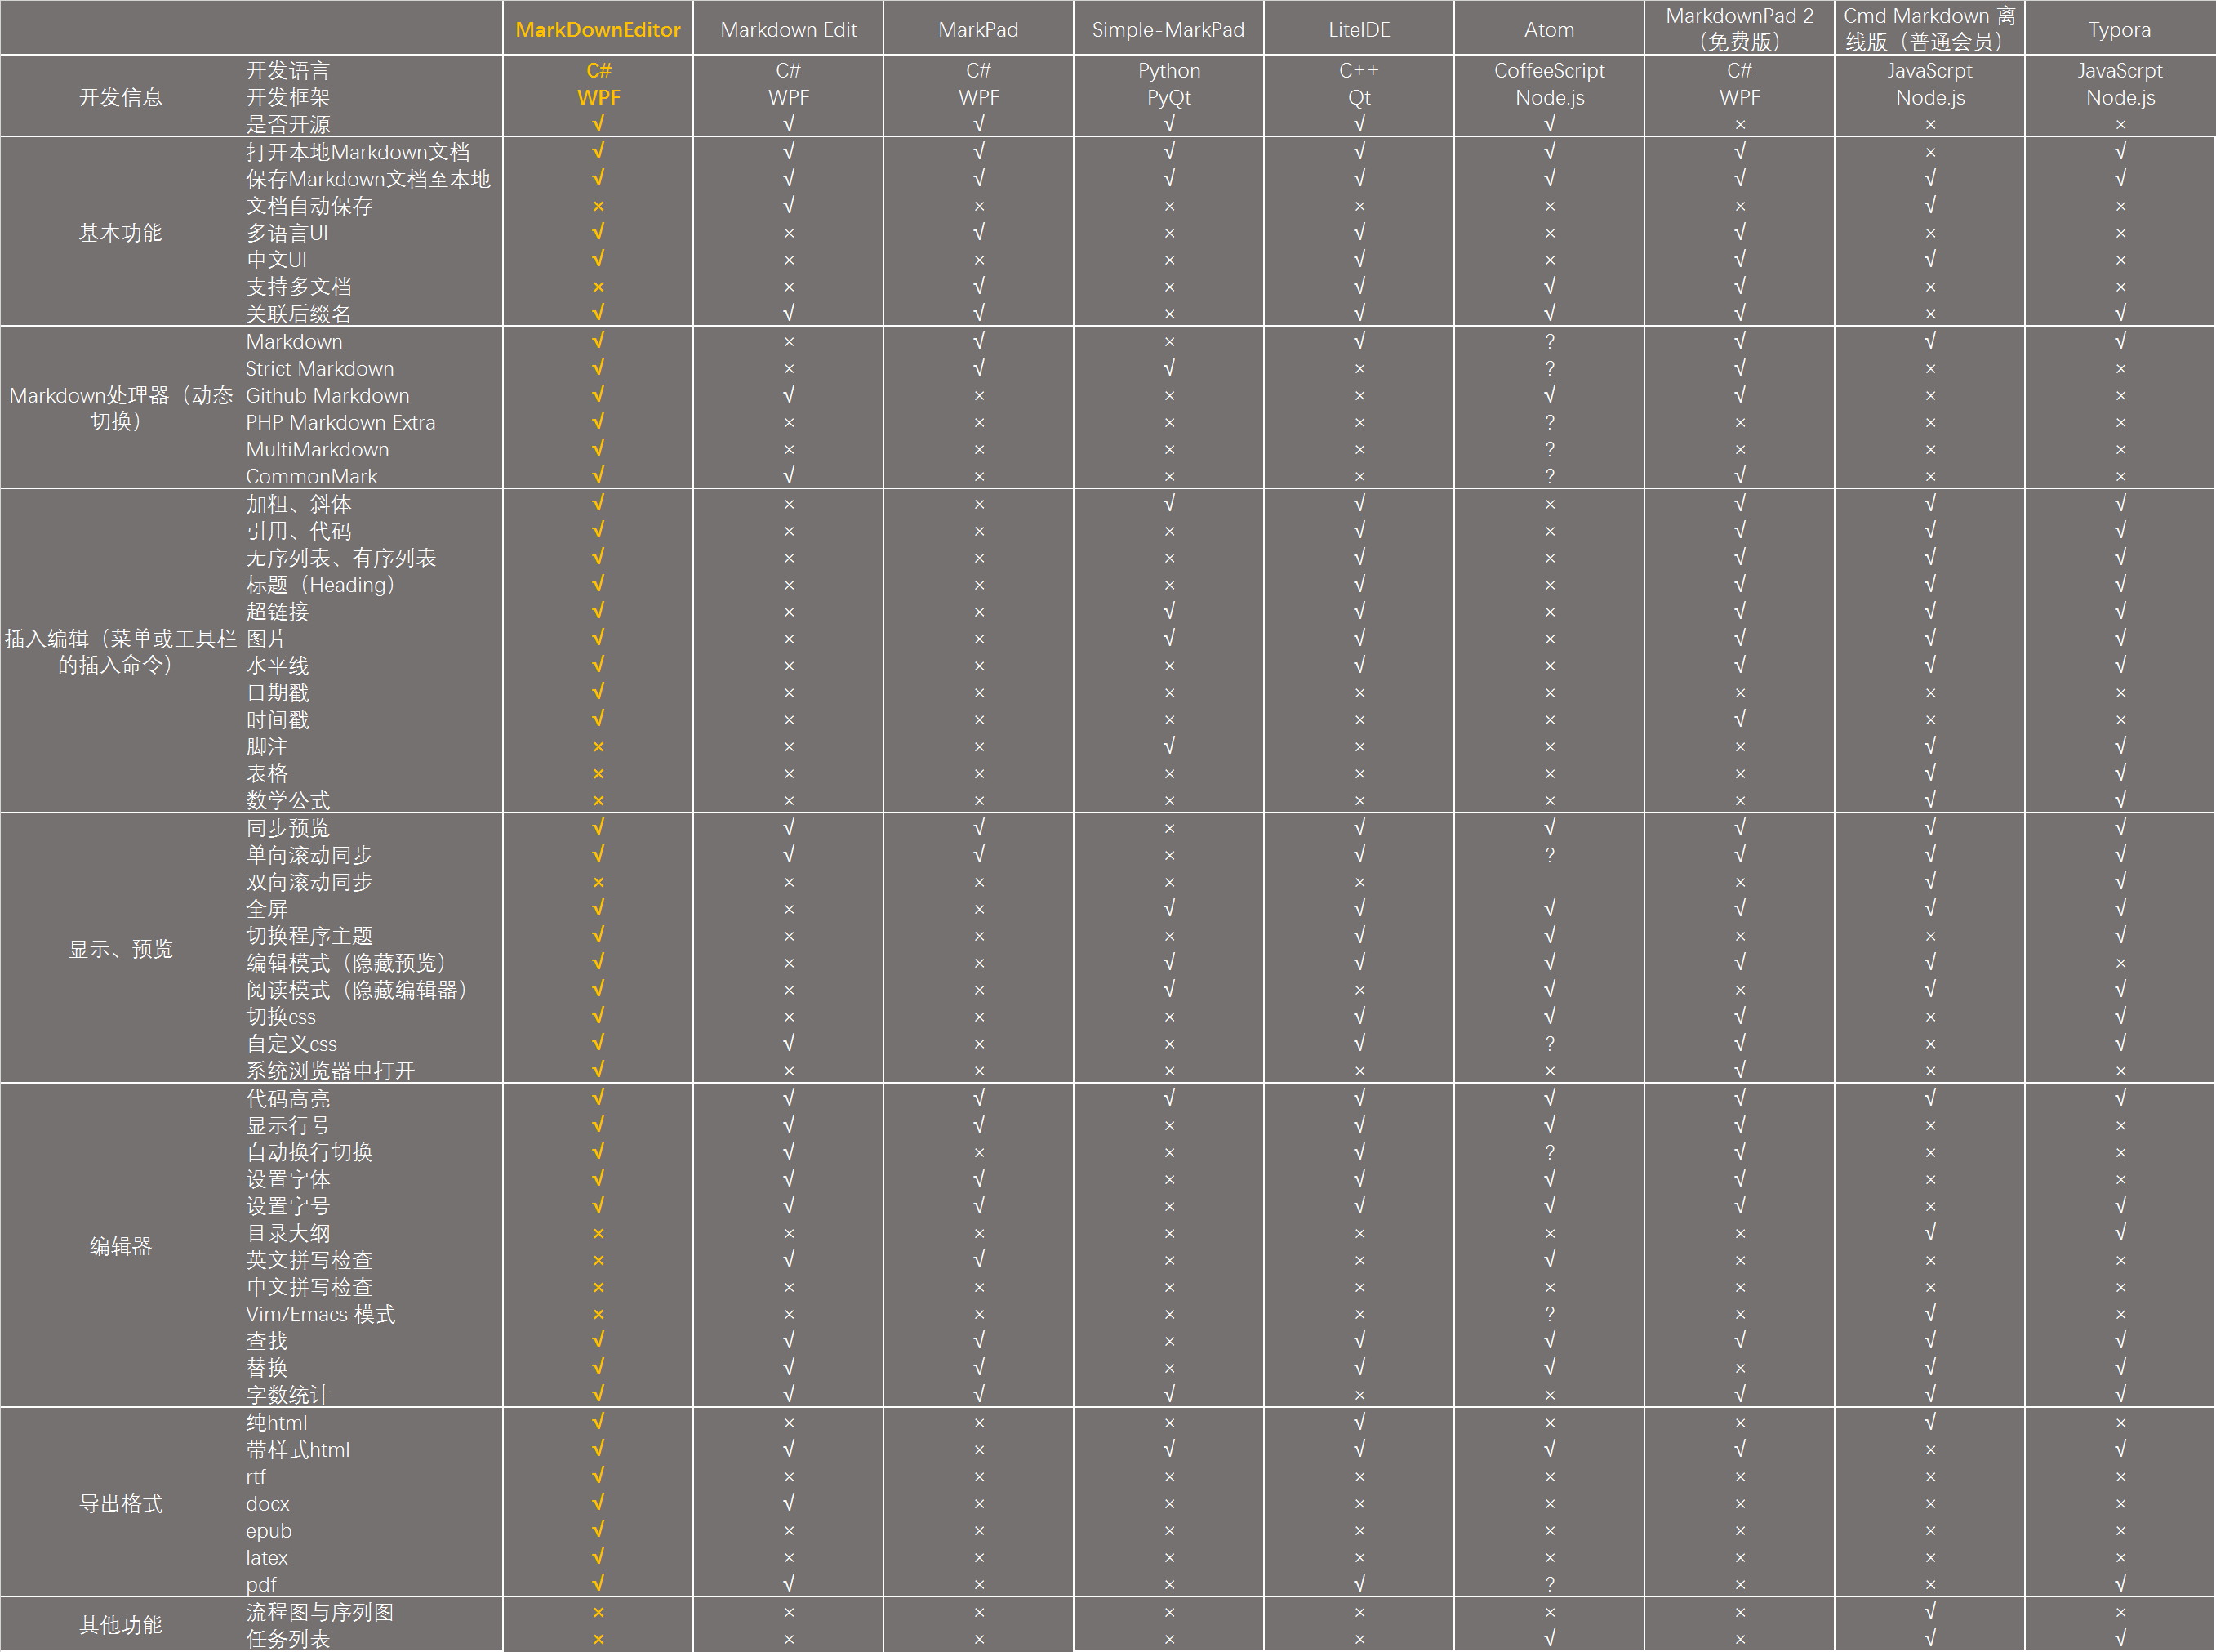 MarkDownEditor Markdown Edit MarkPad Simple-MarkPad LiteIDE Atom MarkdownPad 2（免费版） Cmd Markdown 离线版（普通会员） Typora
开发信息
开发语言 C# C# C# Python C++ CoffeeScript C# JavaScrpt JavaScrpt
开发框架 WPF WPF WPF PyQt Qt Node.js WPF Node.js Node.js
是否开源 √ √ √ √ √ √ × × ×
基本功能
打开本地Markdown文档 √ √ √ √ √ √ √ × √
保存Markdown文档至本地 √ √ √ √ √ √ √ √ √
文档自动保存 × √ × × × × × √ ×
多语言UI √ × √ × √ × √ × ×
中文UI √ × × × √ × √ √ ×
支持多文档 × × √ × √ √ × × ×
关联后缀名 √ √ √ × √ √ √ × √
Markdown处理器（动态切换）
Markdown √ × √ × √ ? √ √ √
Strict Markdown √ × √ √ × ? √ × ×
Github Markdown √ √ × × × √ √ × ×
PHP Markdown Extra √ × × × × ? × × ×
MultiMarkdown √ × × × × ? × × ×
CommonMark √ √ × × × ? √ × ×
插入编辑（菜单或工具栏的插入命令）
加粗、斜体 √ × × √ √ × √ √ √
引用、代码 √ × × × √ × √ √ √
无序列表、有序列表 √ × × × √ × √ √ √
标题（Heading） √ × × × √ × √ √ √
超链接 √ × × √ √ × √ √ √
图片 √ × × √ √ × √ √ √
水平线 √ × × × √ × √ √ √
日期戳 √ × × × × × × × ×
时间戳 √ × × × × × √ × ×
脚注 × × × √ × × × √ √
表格 × × × × × × × √ √
数学公式 × × × × × × × √ √
显示、预览
同步预览 √ √ √ × √ √ √ √ √
单向滚动同步 √ √ √ × √ ? √ √ √
双向滚动同步 × × × × × × √ √
全屏 √ × × √ √ √ √ √ √
切换程序主题 √ × × × √ √ × × √
编辑模式（隐藏预览） √ × × √ √ √ √ √ ×
阅读模式（隐藏编辑器） √ × × √ × √ × √ √
切换css √ × × × √ √ √ × √
自定义css √ √ × × √ ? √ × √
系统浏览器中打开 √ × × × × × √ × ×
编辑器
代码高亮 √ √ √ √ √ √ √ √ √
显示行号 √ √ √ × √ √ √ × ×
自动换行切换 √ √ × × √ ? √ × ×
设置字体 √ √ √ × √ √ √ × ×
设置字号 √ √ √ × √ √ √ × √
目录大纲 × × × × × × × √ √
英文拼写检查 × √ √ × × √ × × ×
中文拼写检查 × × × × × × × × ×
Vim/Emacs 模式 × × × × × ? × √ ×
查找 √ √ √ × √ √ √ √ √
替换 √ √ √ × √ √ × √ √
字数统计 √ √ √ √ × × √ √ √
导出格式
纯html √ × × × √ × × √ ×
带样式html √ √ × √ √ √ √ × √
rtf √ × × × × × × × ×
docx √ √ × × × × × × ×
epub √ × × × × × × × ×
latex √ × × × × × × × ×
pdf √ √ × × √ ? × × √
其他功能
流程图与序列图 × × × × × × × √ ×
任务列表 × × × × × √ × √ √